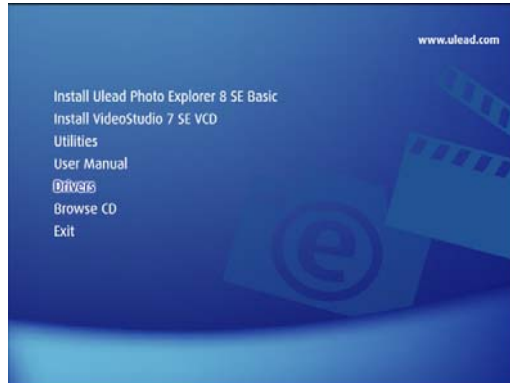 www.ulead.com
Install Ulead Photo Explorer 8 SE Basic
Install VideoStudio 7 SE VCD
Utilities
User Manual
Drivers
Browse CD
Exit
e